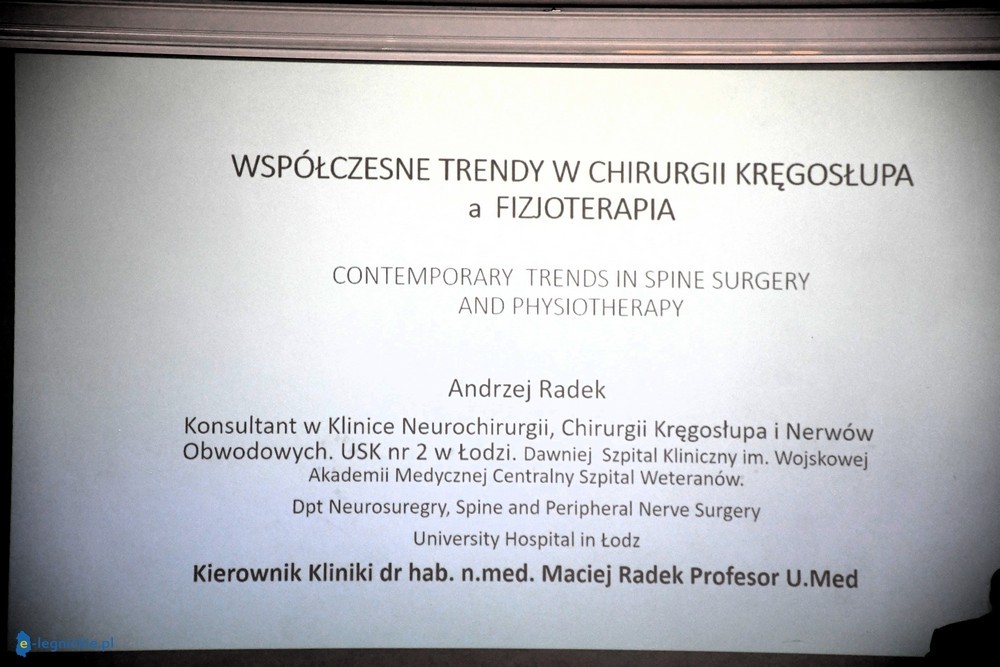 WSPÓŁCZESNE TRENDY W CHIRURGII KRĘGOSŁUPA
a FIZJOTERAPIA
CONTEMPORARY TRENDS IN SPINE SURGERY
AND PHYSIOTHERAPY
Andrzej Radek
Konsultant w Klinice Neurochirurgii, Chirurgii Kręgosłupa i Nerwów
Obwodowych. USK nr 2 w Łodzi. Dawniej Szpital Kliniczny im. Wojskowej
Akademii Medycznej Centralny Szpital Weteranów.
Dpt Neurosuregry, Spine and Peripheral Nerve Surgery
University Hospital in Łodz
Kierownik Kliniki dr hab. n.med. Maciej Radek Profesor U.Med